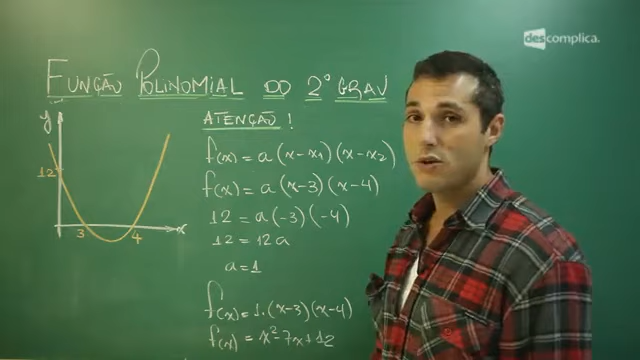 descomplica.
FUNÇÃO POLINOMIAL DO 2º GRAU
y
12
3
4
x
ATENÇÃO!
f(x) = a(x-x1)(x-x2)
f(x) = a(x-3)(x-4)
12 = a(-3)(-4)
12 = 12a
a = 1
f(x) = 1.(x-3)(x-4)
f(x) = x²-7x+12